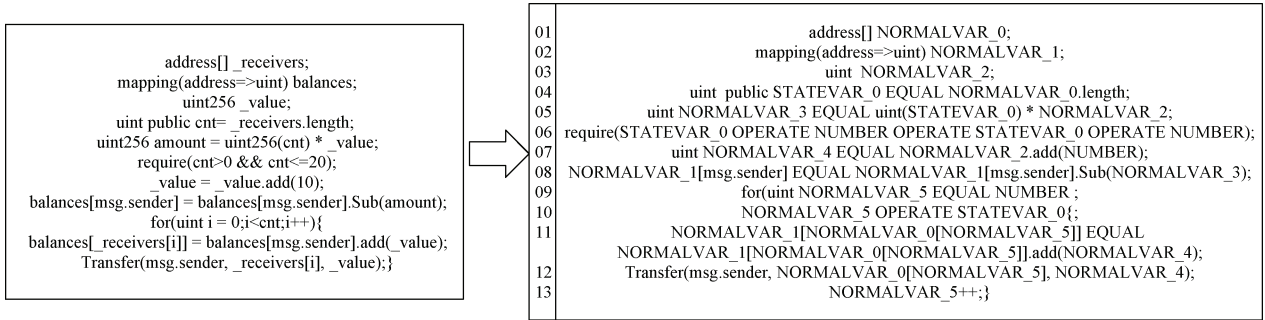 address[] _receivers;
mapping(address=>uint) balances;
uint256 _value;
uint public cnt= _receivers.length;
uint256 amount = uint256(cnt) * _value;
require(cnt>0 && cnt<=20);
_value = _value.add(10);
balances[msg.sender] = balances[msg.sender].Sub(amount);
for(uint i = 0;i<cnt;i++){
balances[_receivers[i]] = balances[msg.sender].add(_value);
Transfer(msg.sender, _receivers[i], _value);}
01 address[] NORMALVAR_0;
02 mapping(address=>uint) NORMALVAR_1;
03 uint NORMALVAR_2;
04 uint public STATEVAR_0 EQUAL NORMALVAR_0.length;
05 uint NORMALVAR_3 EQUAL uint(STATEVAR_0) * NORMALVAR_2;
06 require(STATEVAR_0 OPERATE NUMBER OPERATE STATEVAR_0 OPERATE NUMBER);
07 uint NORMALVAR_4 EQUAL NORMALVAR_2.add(NUMBER);
08 NORMALVAR_1[msg.sender] EQUAL NORMALVAR_1[msg.sender].Sub(NORMALVAR_3);
09 for(uint NORMALVAR_5 EQUAL NUMBER ;
10 NORMALVAR_5 OPERATE STATEVAR_0{;
11 NORMALVAR_1[NORMALVAR_0[NORMALVAR_5]] EQUAL
NORMALVAR_1[NORMALVAR_0[NORMALVAR_5]].add(NORMALVAR_4);
12 Transfer(msg.sender, NORMALVAR_0[NORMALVAR_5], NORMALVAR_4);
13 NORMALVAR_5++;}